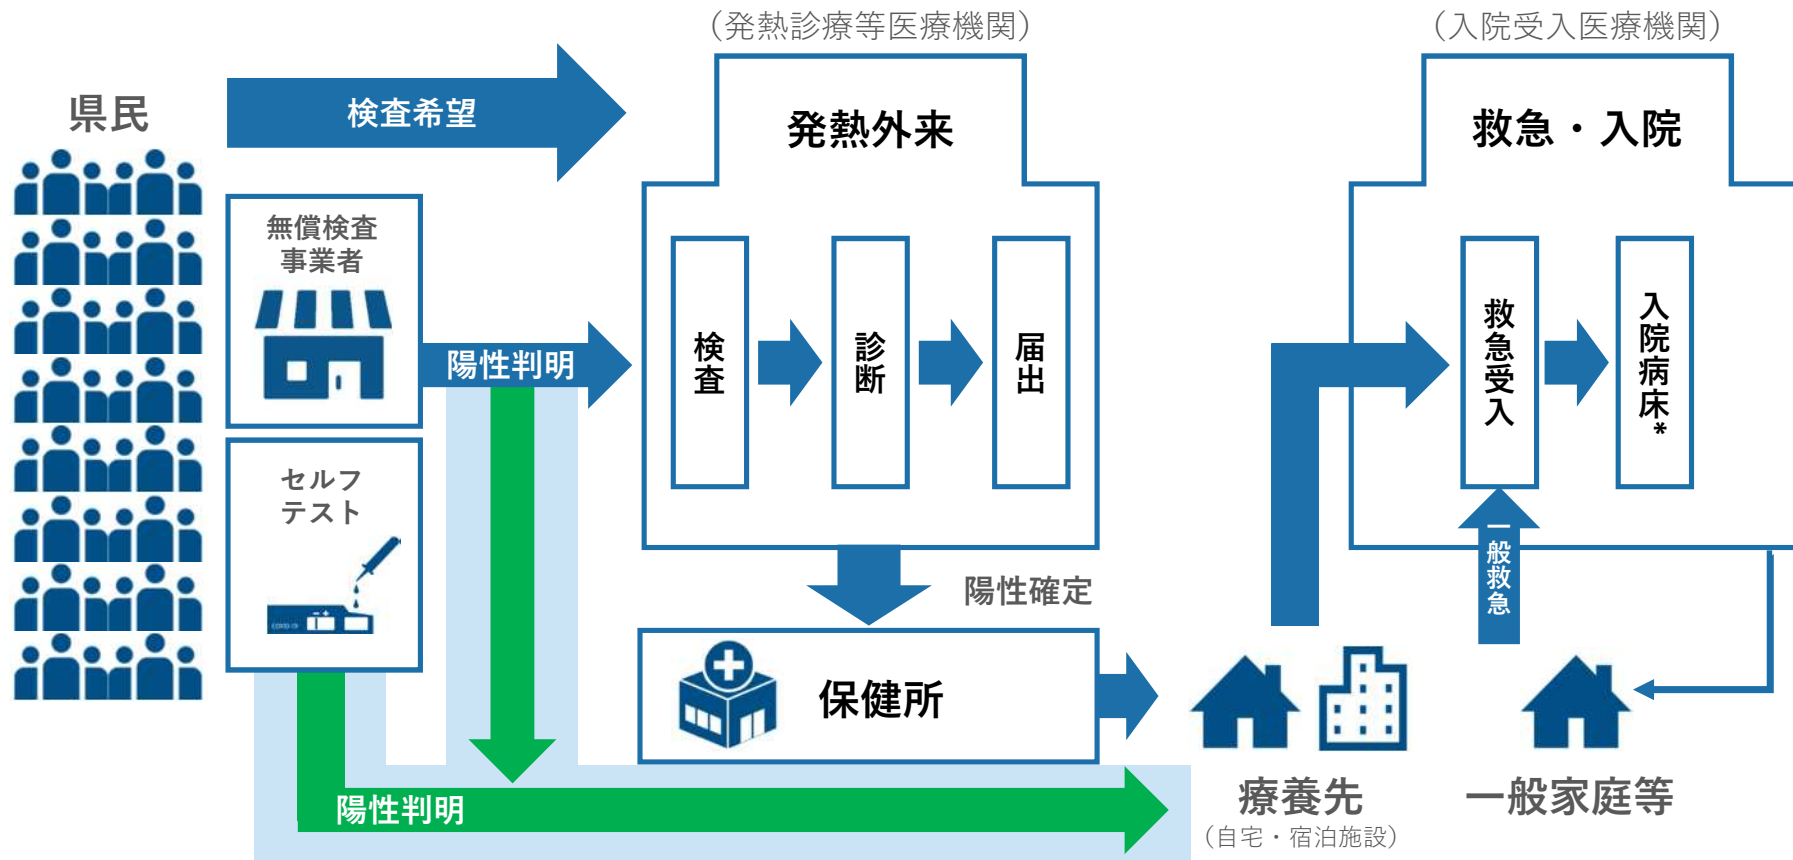 （発熱診療等医療機関）
（入院受入医療機関）
県民
検査希望
発熱外来
救急・入院
無償検査
事業者
陽性判明
検査
診断
届出
救急受入
入院病床*
セルフ
テスト
COVID-19
一般救急
陽性確定
保健所
陽性判明
療養先
（自宅・宿泊施設）
一般家庭等